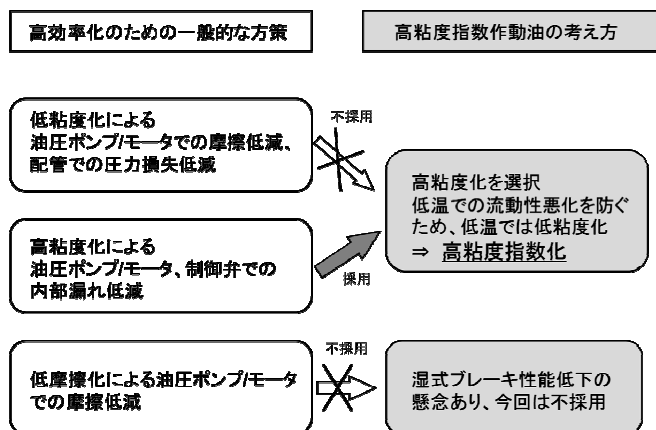 高効率化のための一般的な方策
高粘度指数作動油の考え方
低粘度化による
油圧ポンプ/モータでの摩擦低減、
配管での圧力損失低減
不採用
高粘度化による
油圧ポンプ/モータ、制御弁での
内部漏れ低減
採用
高粘度化を選択
低温での流動性悪化を防ぐ
ため、低温では低粘度化
⇒ 高粘度指数化
低摩擦化による油圧ポンプ/モータ
での摩擦低減
不採用
湿式ブレーキ性能低下の
懸念あり、今回は不採用